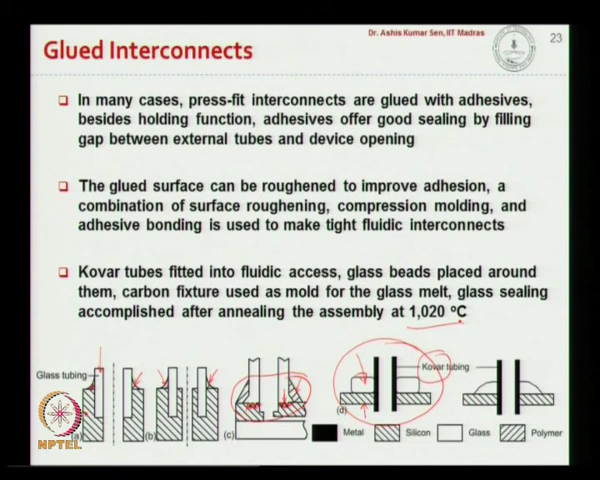 Dr. Ashis Kumar Sen, IIT Madras
23
Glued Interconnects
In many cases, press-fit interconnects are glued with adhesives,
besides holding function, adhesives offer good sealing by filling
gap between external tubes and device opening
The glued surface can be roughened to improve adhesion, a
combination of surface roughening, compression molding, and
adhesive bonding is used to make tight fluidic interconnects
Kovar tubes fitted into fluidic access, glass beads placed around
them, carbon fixture used as mold for the glass melt, glass sealing
accomplished after annealing the assembly at 1,020 ºC
Glass tubing
Kovar tubing
(a)
(b)
(c)
(d)
Metal
Silicon
Glass
Polymer
NPTEL